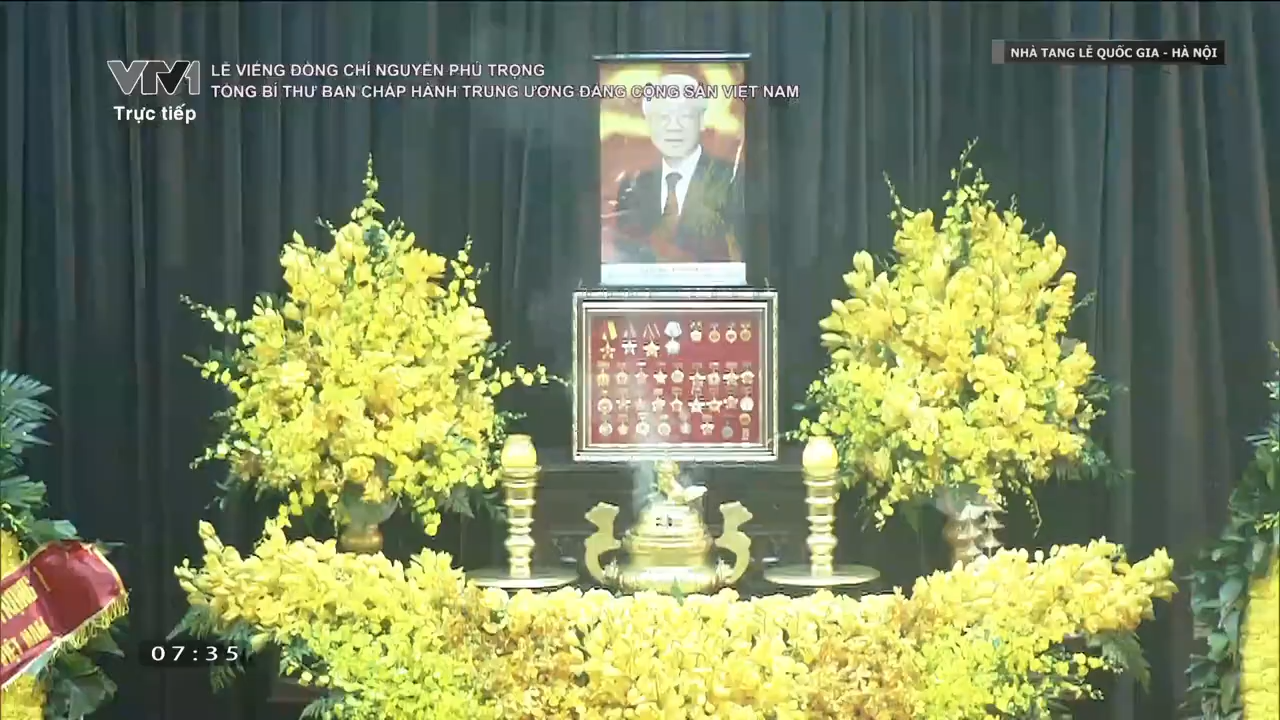 VTV1
LỄ VIẾNG ĐỒNG CHÍ NGUYỄN PHÚ TRỌNG
TỔNG BÍ THƯ BAN CHẤP HÀNH TRUNG ƯƠNG ĐẢNG CỘNG SẢN VIỆT NAM
Trực tiếp
NHÀ TANG LỄ QUỐC GIA - HÀ NỘI
07:35